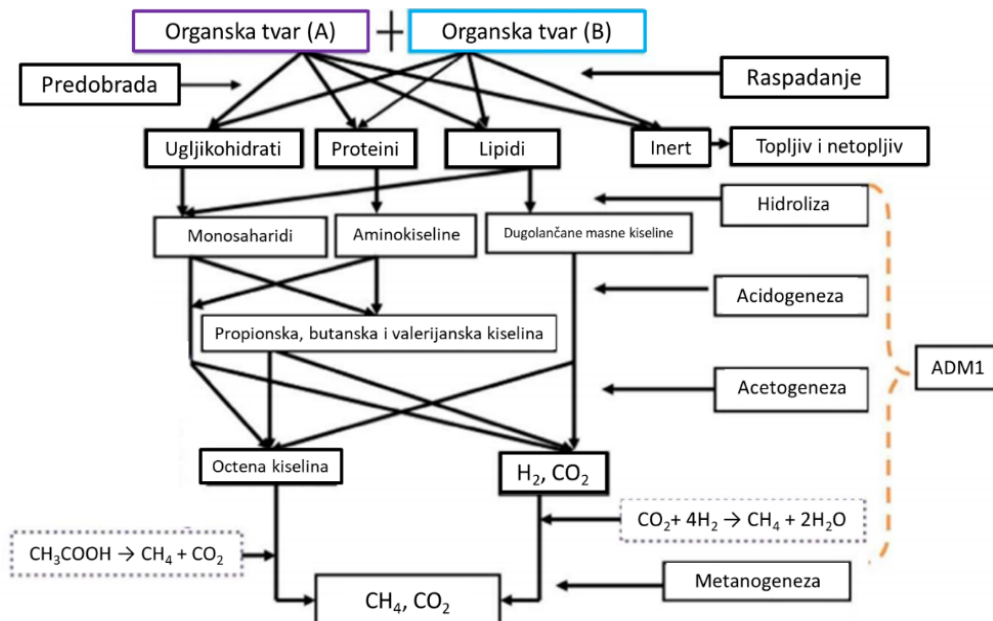 Organska tvar (A)
+
Organska tvar (B)
Predobrada
Raspadanje
Ugljikohidrati
Proteini
Lipidi
Inert
Topljiv i netopljiv
Hidroliza
Monosaharidi
Aminokiseline
Dugolančane masne kiseline
Acidogeneza
Propionska, butanska i valerijanska kiselina
ADM1
Acetogeneza
Octena kiselina
H₂, CO₂
CO₂+ 4H₂ → CH₄ + 2H₂O
CH₃COOH → CH₄ + CO₂
Metanogeneza
CH₄, CO₂